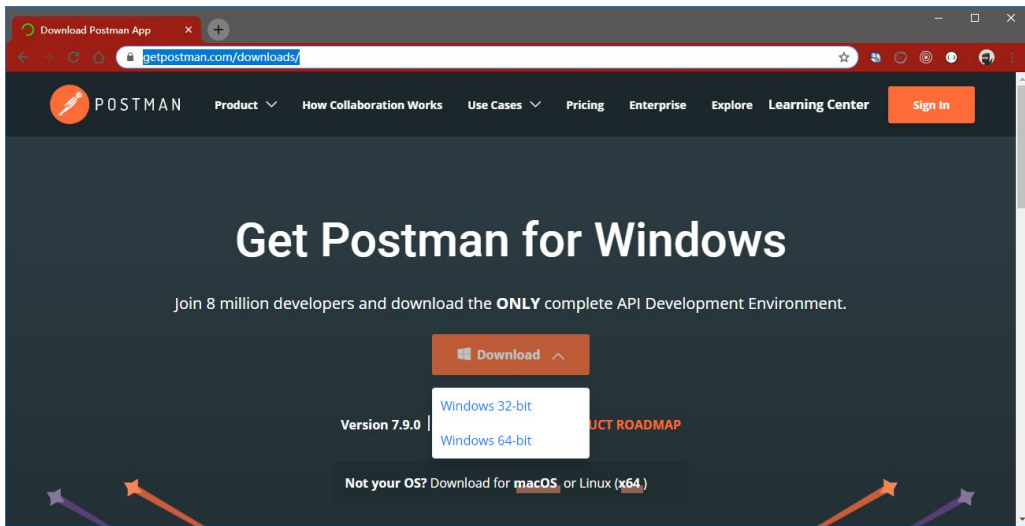 Download Postman App
getpostman.com/downloads/
POSTMAN Product How Collaboration Works Use Cases Pricing Enterprise Explore Learning Center Sign In
Get Postman for Windows
Join 8 million developers and download the ONLY complete API Development Environment.
Download
Windows 32-bit
Version 7.9.0 UCT ROADMAP
Windows 64-bit
Not your OS? Download for macOS or Linux (x64)